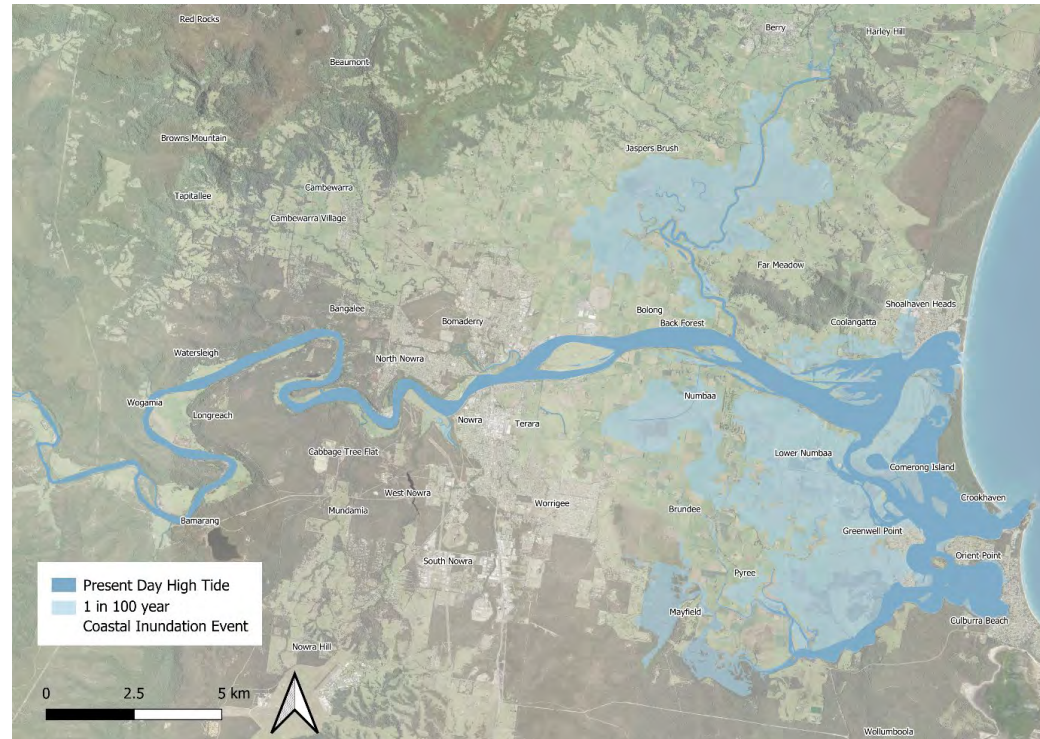 Red Rocks
Berry
Harley Hill
Beaumont
Browns Mountain
Jaspers Brush
Tapitallee
Cambewarra
Cambewarra Village
Far Meadow
Shoalhaven Heads
Bangalee
Bolong
Bomaderry
Back Forest
Coolangatta
Watersleigh
North Nowra
Wogamia
Longreach
Numbaa
Nowra
Terara
Cabbage Tree Flat
Lower Numbaa
Comerong Island
West Nowra
Crookhaven
Worrigee
Mundamia
Brundee
Bamarang
Greenwell Point
Orient Point
South Nowra
Pyree
Mayfield
Culburra Beach
Present Day High Tide
1 in 100 year
Coastal Inundation Event
Nowra Hill
0 2.5 5 km
Wollumboola